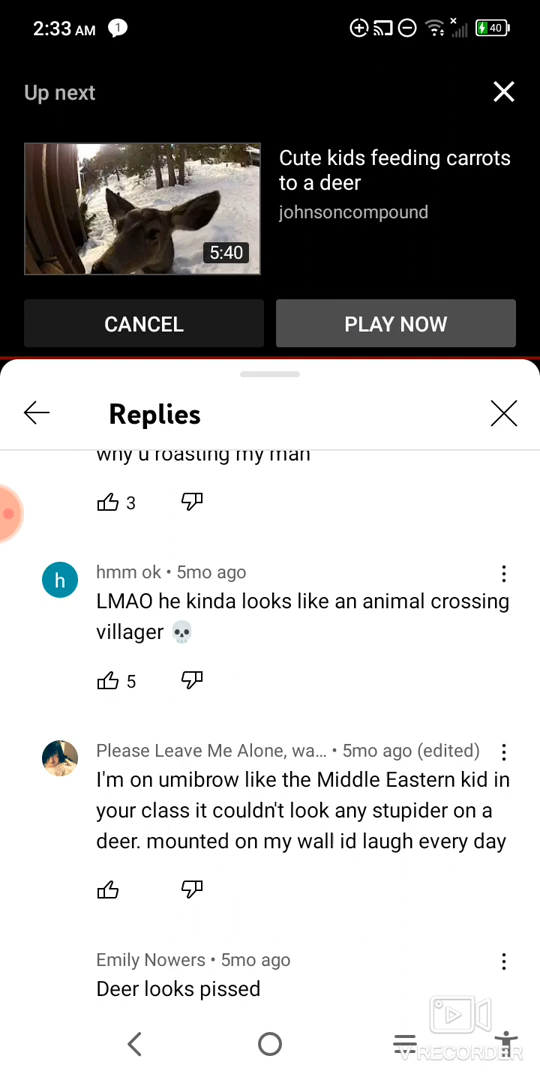 2:33 AM 1 40
Up next
Cute kids feeding carrots
to a deer
johnsoncompound
5:40
CANCEL PLAY NOW
Replies
why u roasting my man
3
h
hmm ok • 5mo ago
LMAO he kinda looks like an animal crossing
villager 💀
5
Please Leave Me Alone, wa... • 5mo ago (edited)
I'm on umibrow like the Middle Eastern kid in
your class it couldn't look any stupider on a
deer. mounted on my wall id laugh every day
Emily Nowers • 5mo ago
Deer looks pissed
V RECORDER